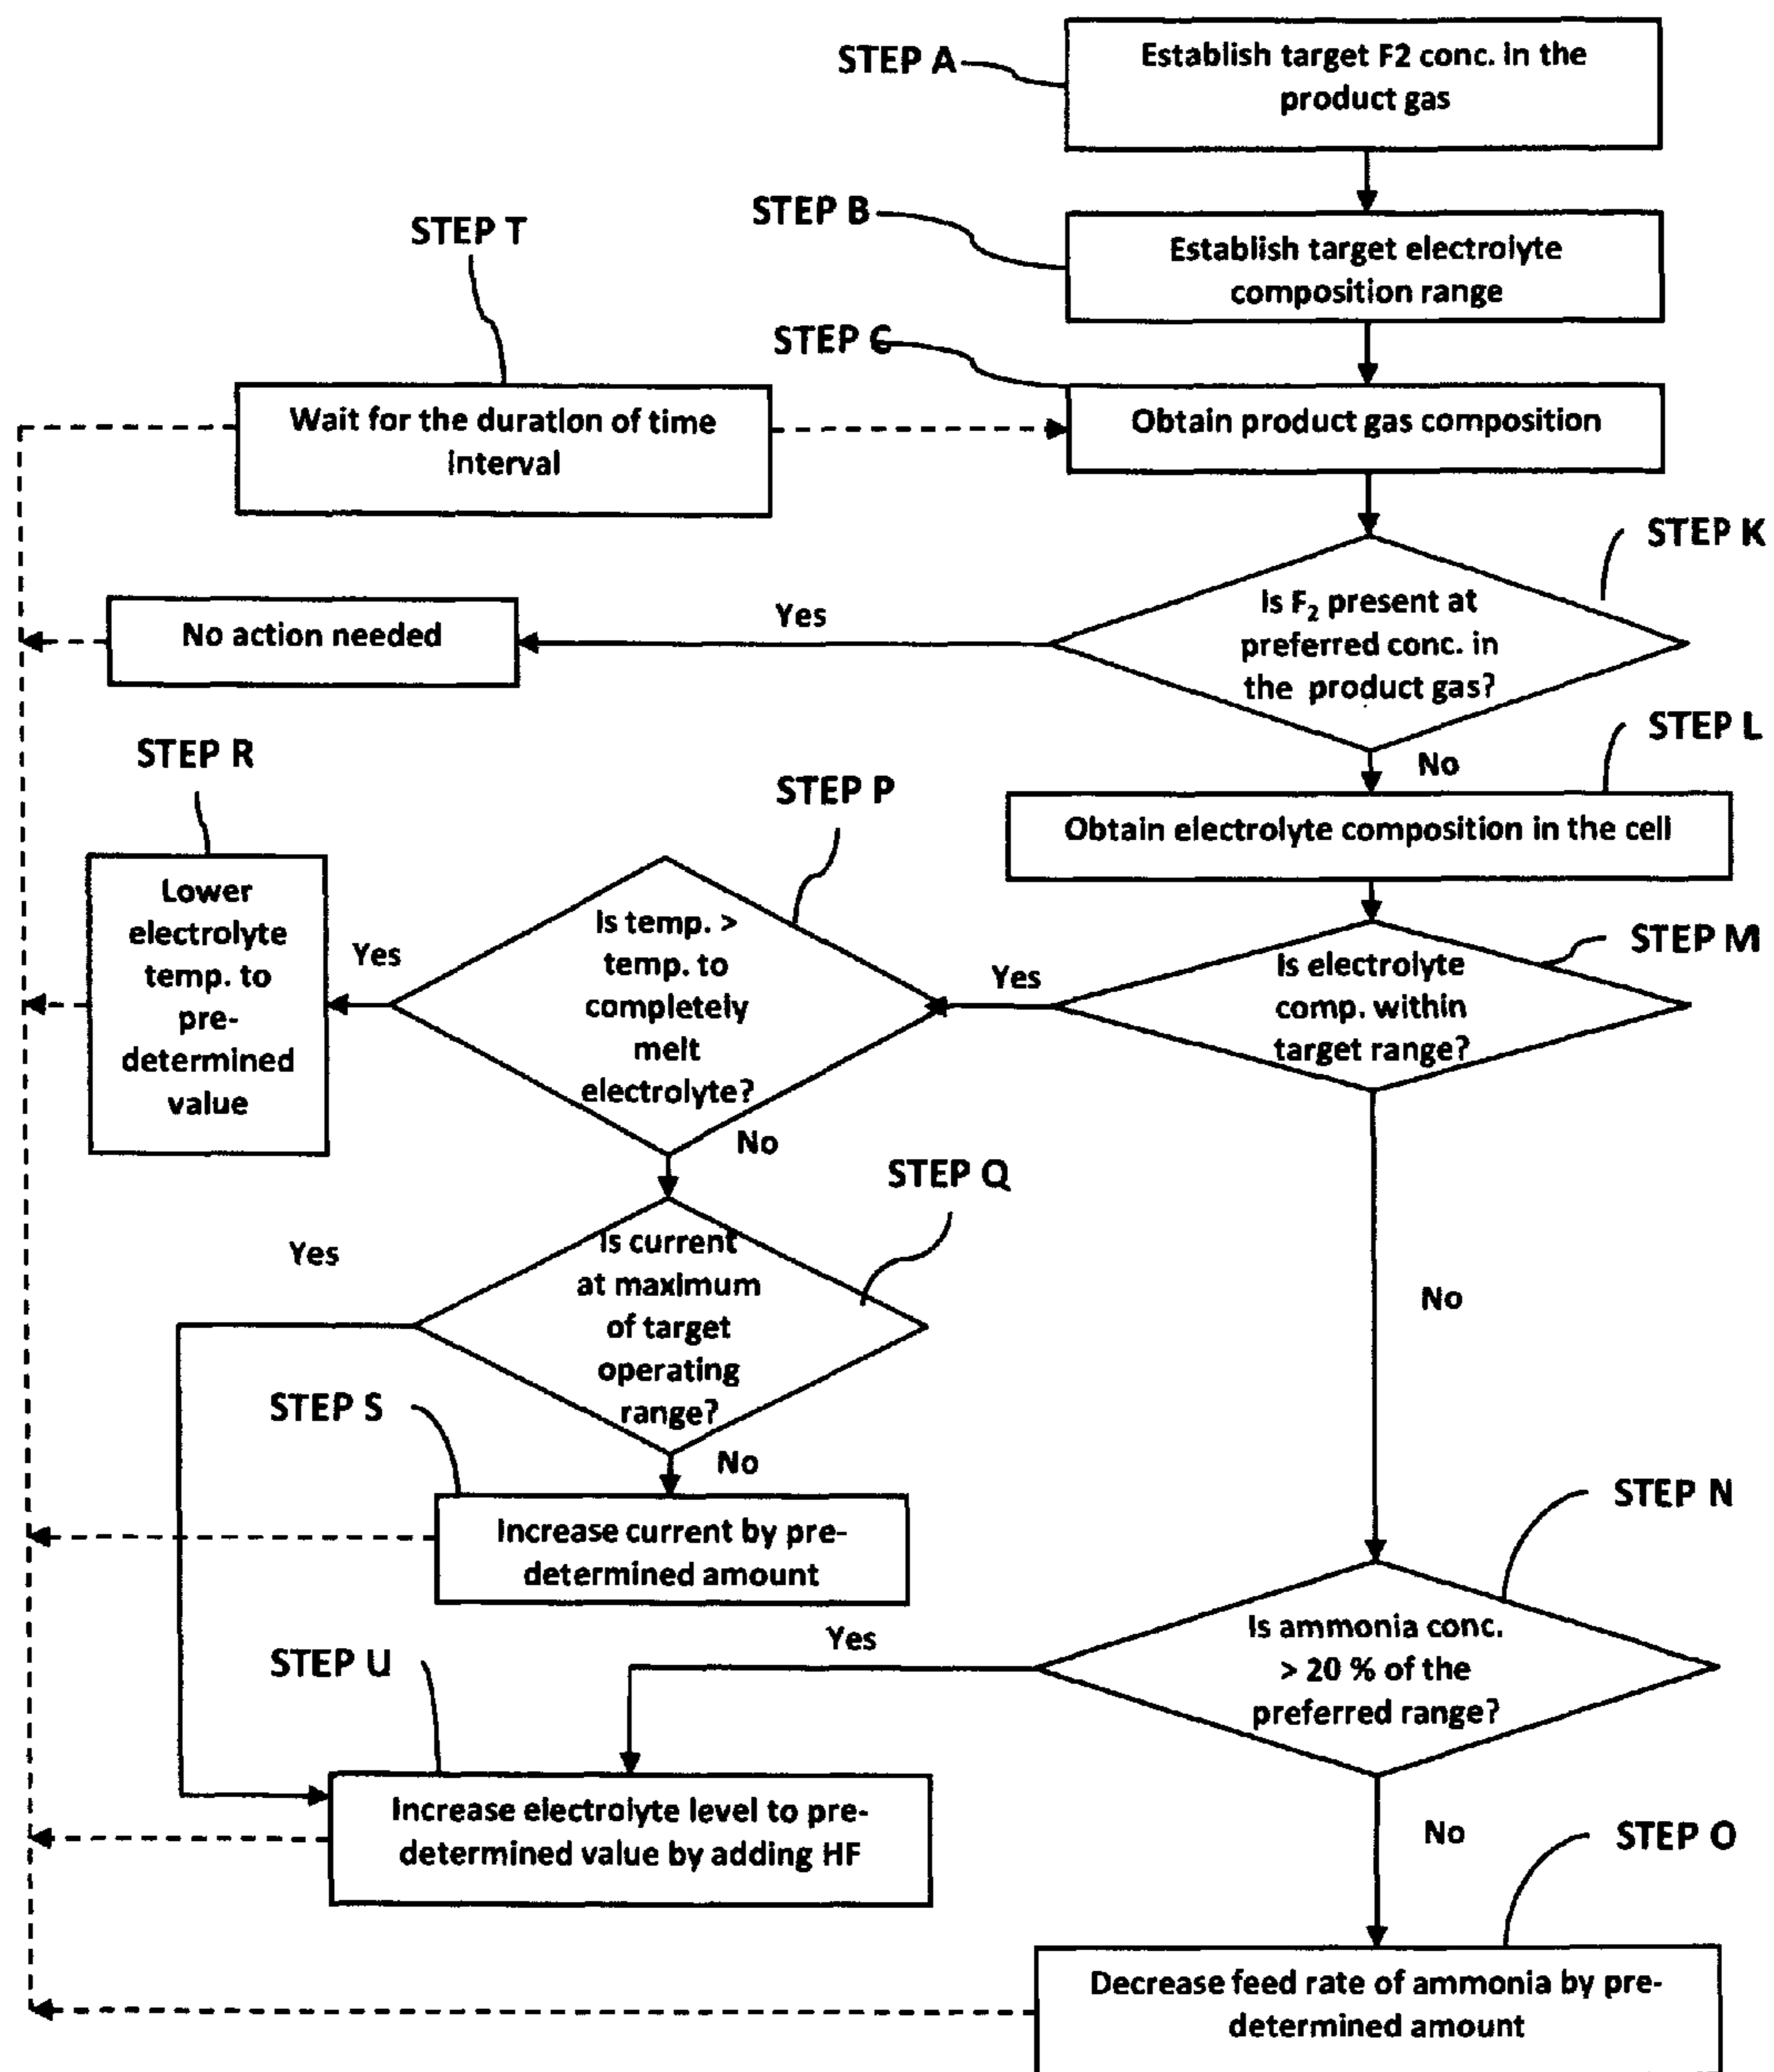 STEP A
Establish target F2 conc. in the
product gas
STEP B
Establish target electrolyte
composition range
STEP T
STEP C
Wait for the duration of time
interval
Obtain product gas composition
STEP K
Is F₂ present at
preferred conc. in
the product gas?
Yes
No action needed
No
STEP L
Obtain electrolyte composition in the cell
STEP R
STEP P
Lower
electrolyte
temp. to
pre-
determined
value
Yes
Is temp. >
temp. to
completely
melt
electrolyte?
Yes
STEP M
Is electrolyte
comp. within
target range?
No
STEP Q
Yes
Is current
at maximum
of target
operating
range?
No
STEP S
No
Increase current by pre-
determined amount
STEP N
Is ammonia conc.
> 20 % of the
preferred range?
Yes
STEP U
Increase electrolyte level to pre-
determined value by adding HF
No
STEP O
Decrease feed rate of ammonia by pre-
determined amount